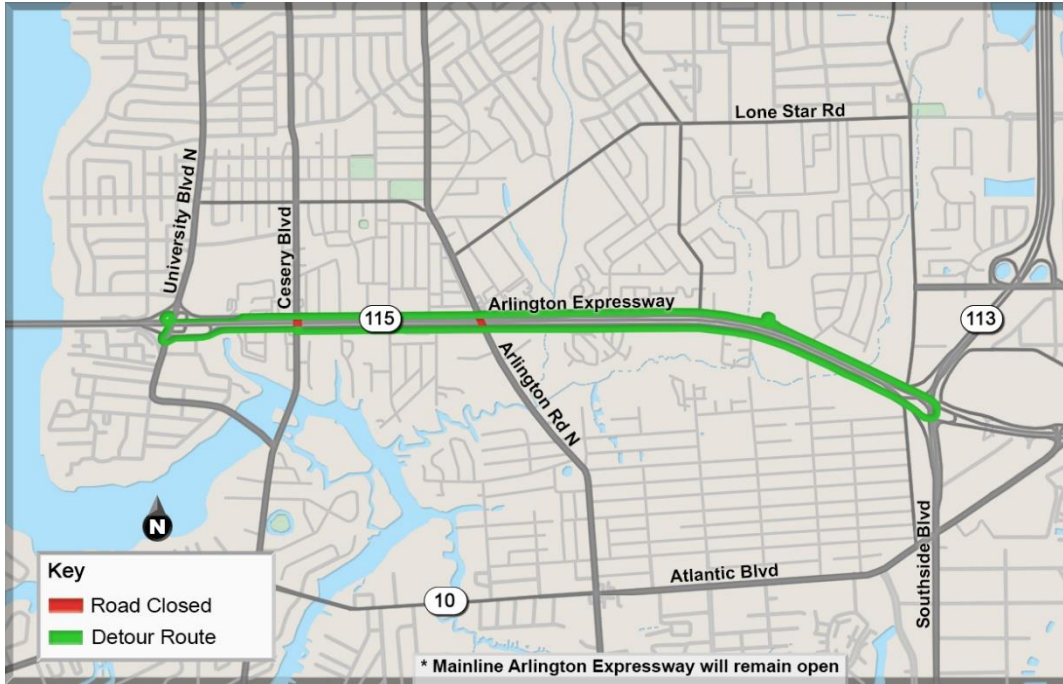 Lone Star Rd
University Blvd N
Cesery Blvd
Arlington Expressway
115
113
Arlington Rd N
N
Southside Blvd
Atlantic Blvd
10
Key
Road Closed
Detour Route
* Mainline Arlington Expressway will remain open